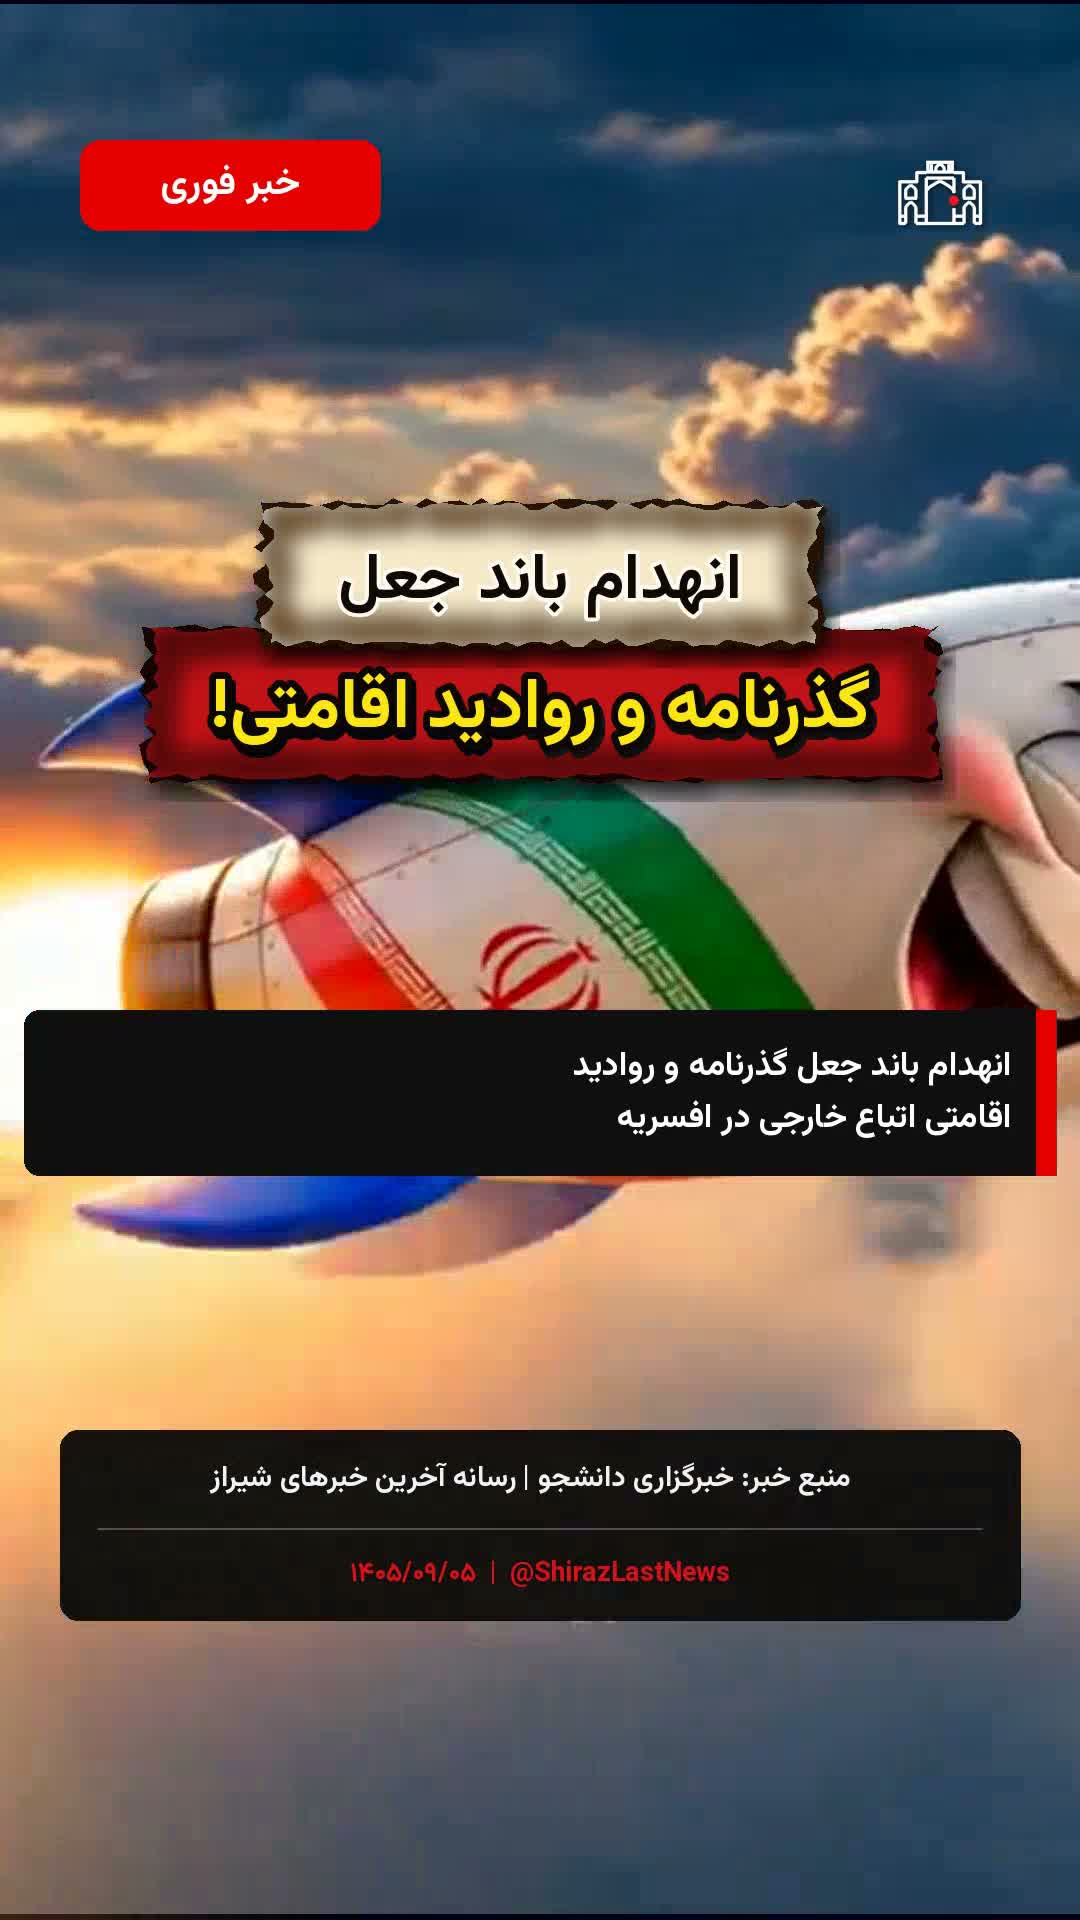 خبر فوری
انهدام باند جعل
گذرنامه و روادید اقامتی!
انهدام باند جعل گذرنامه و روادید
اقامتی اتباع خارجی در افسریه
منبع خبر: خبرگزاری دانشجو | رسانه آخرین خبرهای شیراز
۱۴۰۵/۰۹/۰۵ | @ShirazLastNews